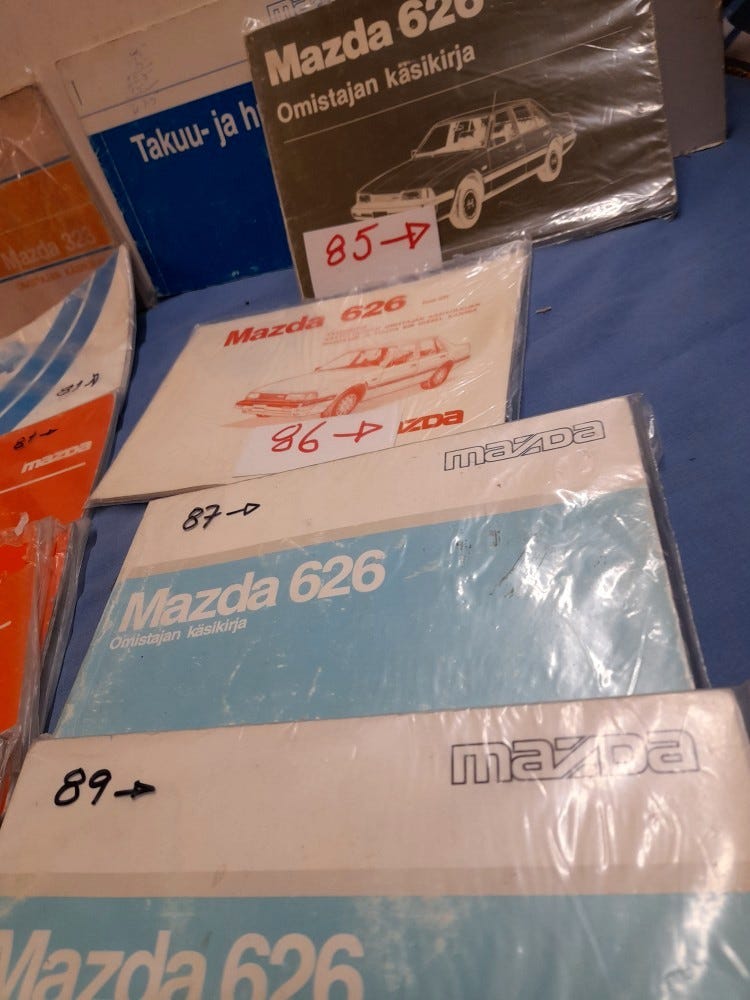 Mazda 626
Omistajan käsikirja
Takuu- ja h
Mazda 323
85→
Mazda 626
86→
mazda
87→
mazda
Mazda 626
Omistajan käsikirja
mazda
89→
mazda
Mazda 626